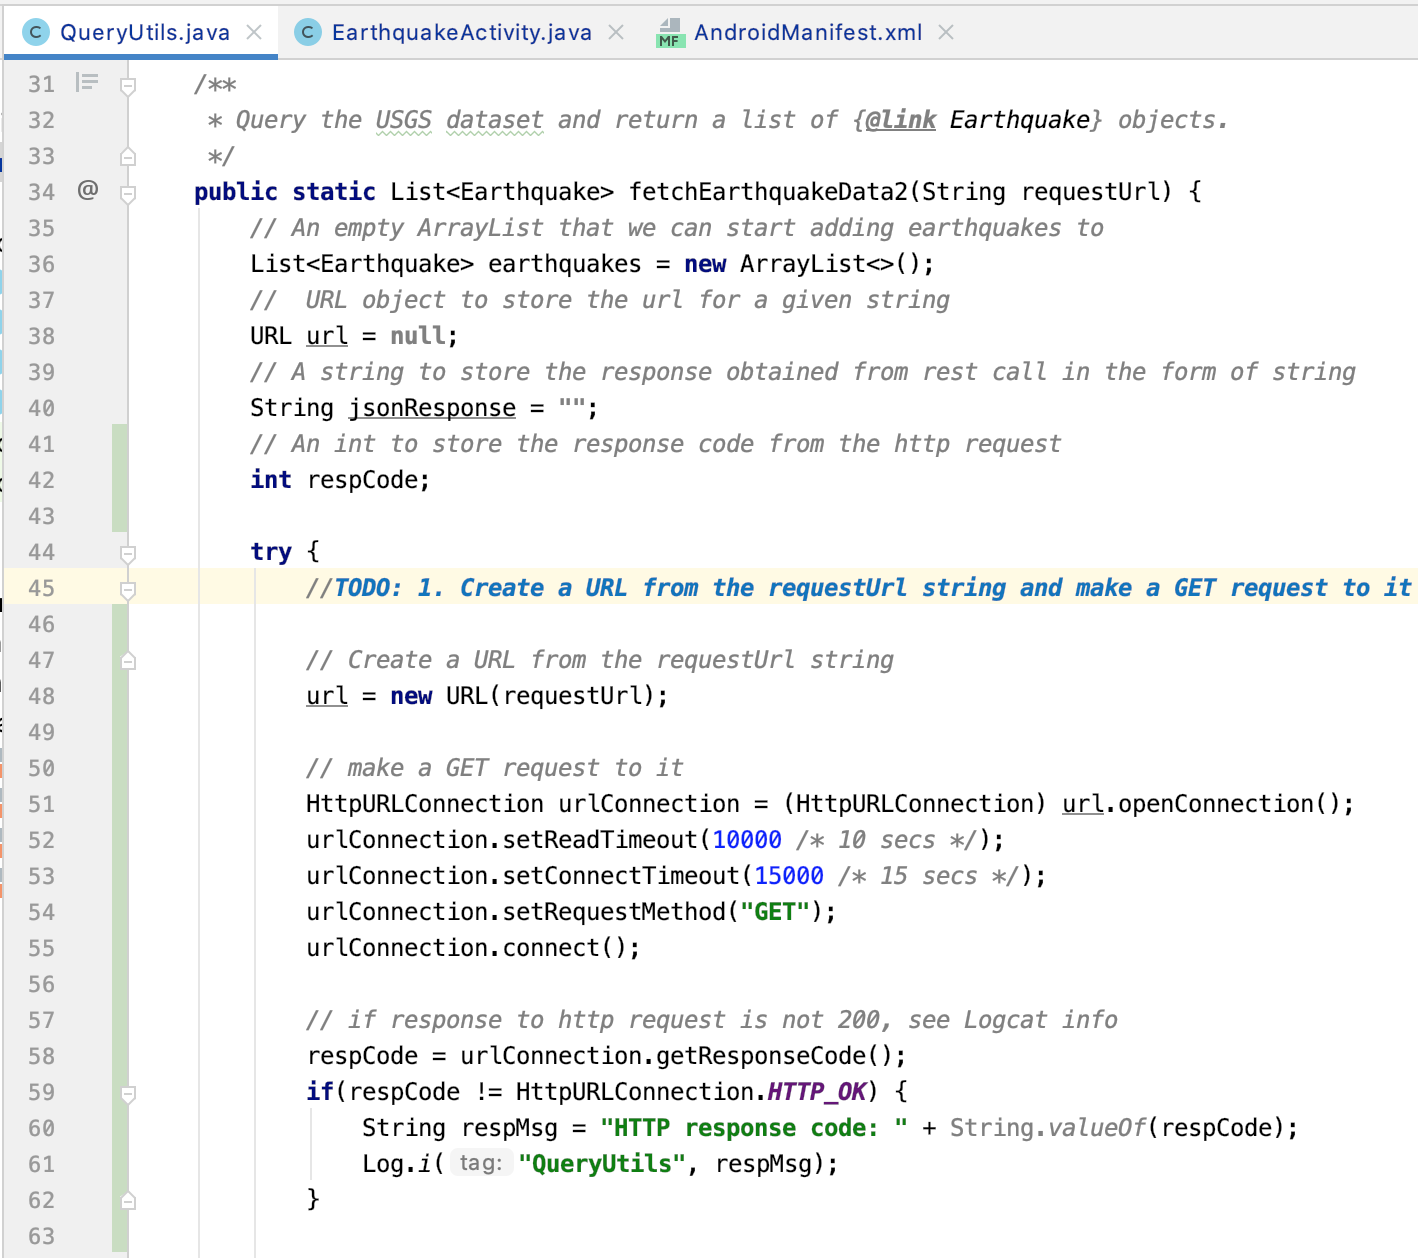 QueryUtils.java EarthquakeActivity.java AndroidManifest.xml
31 /**
32 * Query the USGS dataset and return a list of {@link Earthquake} objects.
33 */
34 @ public static List<Earthquake> fetchEarthquakeData2(String requestUrl) {
35 // An empty ArrayList that we can start adding earthquakes to
36 List<Earthquake> earthquakes = new ArrayList<>();
37 //  URL object to store the url for a given string
38 URL url = null;
39 // A string to store the response obtained from rest call in the form of string
40 String jsonResponse = "";
41 // An int to store the response code from the http request
42 int respCode;
43
44 try {
45 //TODO: 1. Create a URL from the requestUrl string and make a GET request to it
46
47 // Create a URL from the requestUrl string
48 url = new URL(requestUrl);
49
50 // make a GET request to it
51 HttpURLConnection urlConnection = (HttpURLConnection) url.openConnection();
52 urlConnection.setReadTimeout(10000 /* 10 secs */);
53 urlConnection.setConnectTimeout(15000 /* 15 secs */);
54 urlConnection.setRequestMethod("GET");
55 urlConnection.connect();
56
57 // if response to http request is not 200, see Logcat info
58 respCode = urlConnection.getResponseCode();
59 if(respCode != HttpURLConnection.HTTP_OK) {
60 String respMsg = "HTTP response code: " + String.valueOf(respCode);
61 Log.i( tag: "QueryUtils", respMsg);
62 }
63